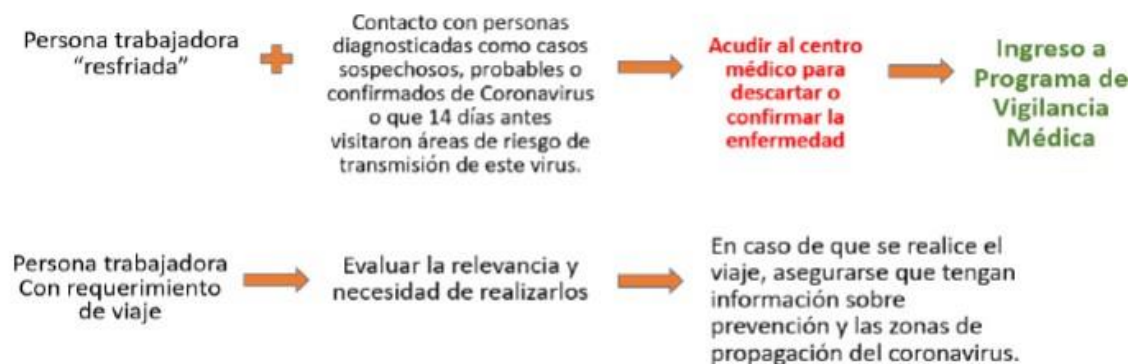 Persona trabajadora
“resfriada”
Contacto con personas
diagnosticadas como casos
sospechosos, probables o
confirmados de Coronavirus
o que 14 días antes
visitaron áreas de riesgo de
transmisión de este virus.
Acudir al centro
médico para
descartar o
confirmar la
enfermedad
Ingreso a
Programa de
Vigilancia
Médica
Persona trabajadora
Con requerimiento
de viaje
Evaluar la relevancia y
necesidad de realizarlos
En caso de que se realice el
viaje, asegurarse que tengan
información sobre
prevención y las zonas de
propagación del coronavirus.